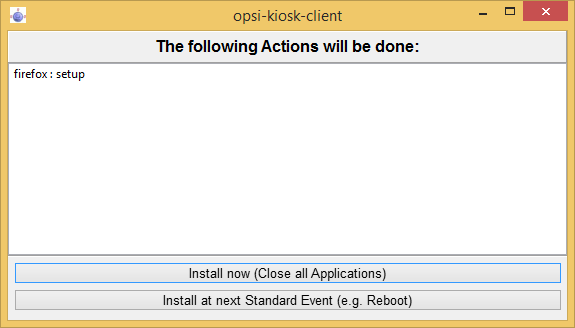 opsi-kiosk-client
The following Actions will be done:
firefox : setup
Install now (Close all Applications)
Install at next Standard Event (e.g. Reboot)